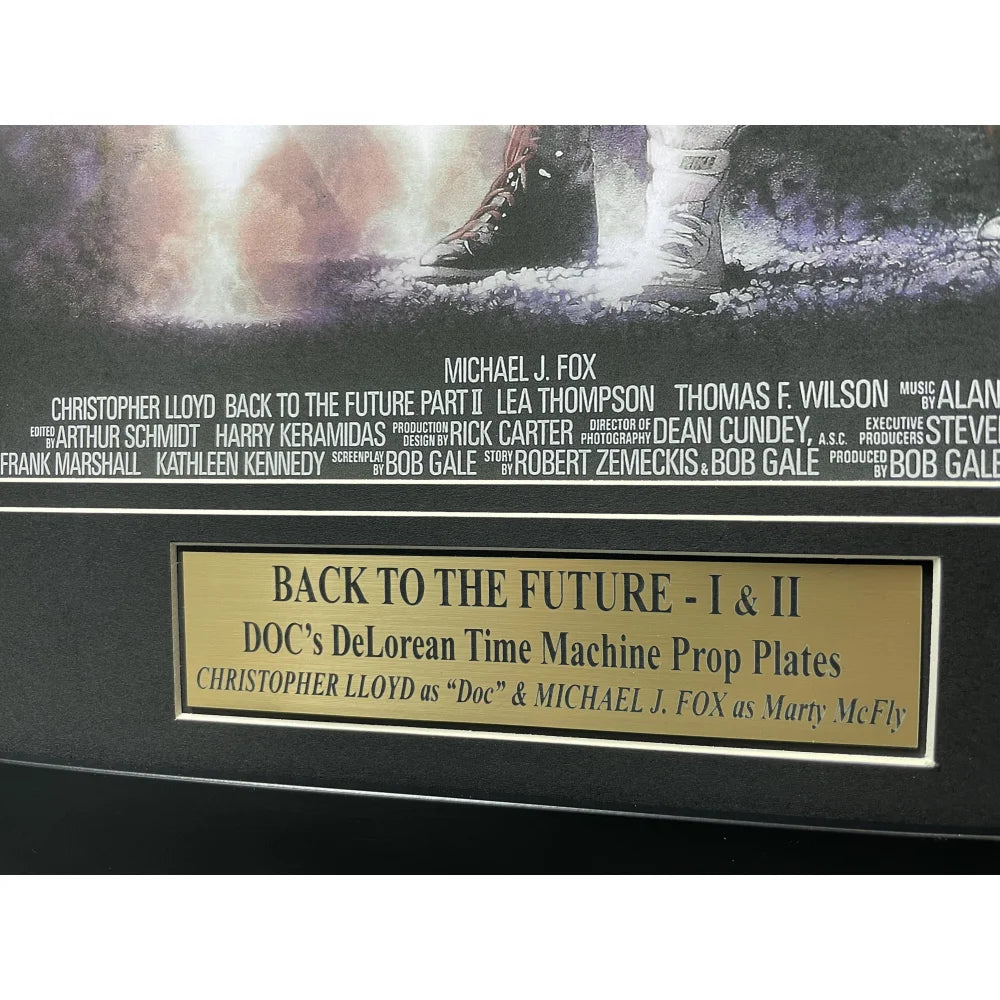 NIKE
MICHAEL J. FOX
CHRISTOPHER LLOYD BACK TO THE FUTURE PART II LEA THOMPSON THOMAS F. WILSON MUSIC BY ALAN
EDITED BY ARTHUR SCHMIDT HARRY KERAMIDAS PRODUCTION DESIGN BY RICK CARTER DIRECTOR OF PHOTOGRAPHY DEAN CUNDEY, A.S.C. EXECUTIVE PRODUCERS STEVE
FRANK MARSHALL KATHLEEN KENNEDY SCREENPLAY BY BOB GALE STORY BY ROBERT ZEMECKIS & BOB GALE PRODUCED BY BOB GALE
BACK TO THE FUTURE - I & II
DOC's DeLorean Time Machine Prop Plates
CHRISTOPHER LLOYD as "Doc" & MICHAEL J. FOX as Marty McFly